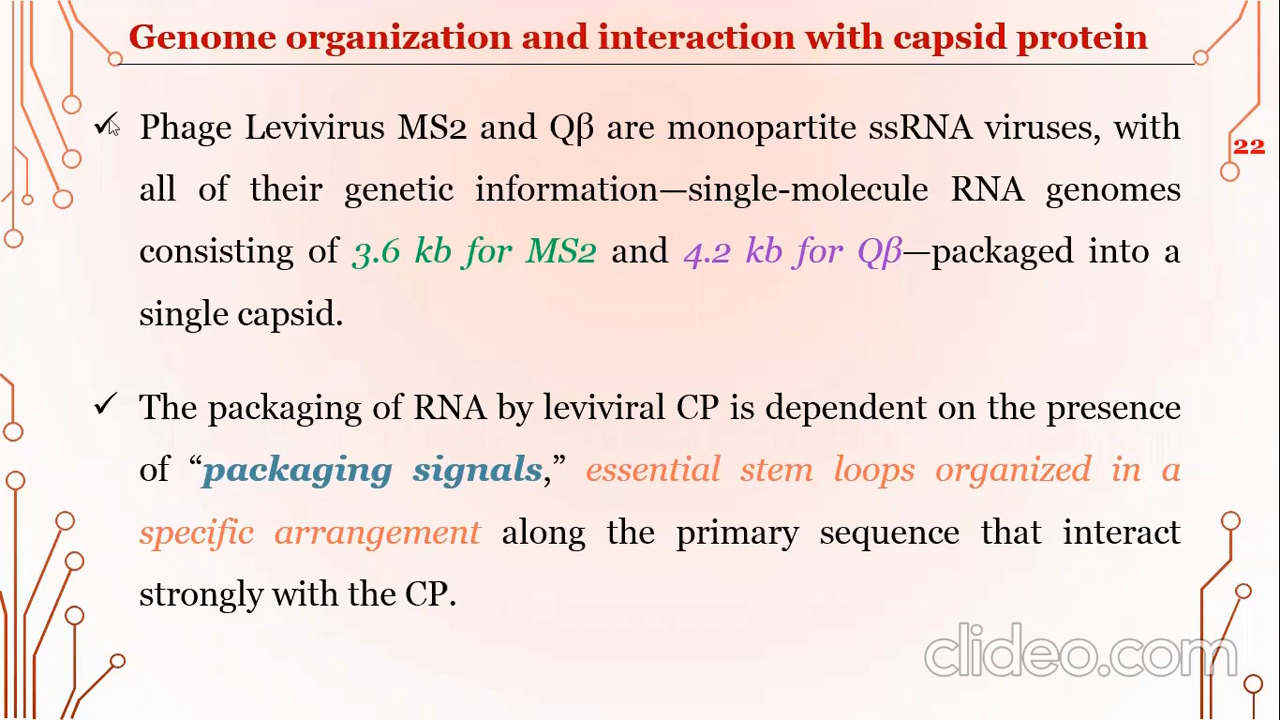 Genome organization and interaction with capsid protein
✓ Phage Levivirus MS2 and Qβ are monopartite ssRNA viruses, with
22
all of their genetic information—single-molecule RNA genomes
consisting of 3.6 kb for MS2 and 4.2 kb for Qβ—packaged into a
single capsid.
✓ The packaging of RNA by leviviral CP is dependent on the presence
of “packaging signals,” essential stem loops organized in a
specific arrangement along the primary sequence that interact
strongly with the CP.
clideo.com